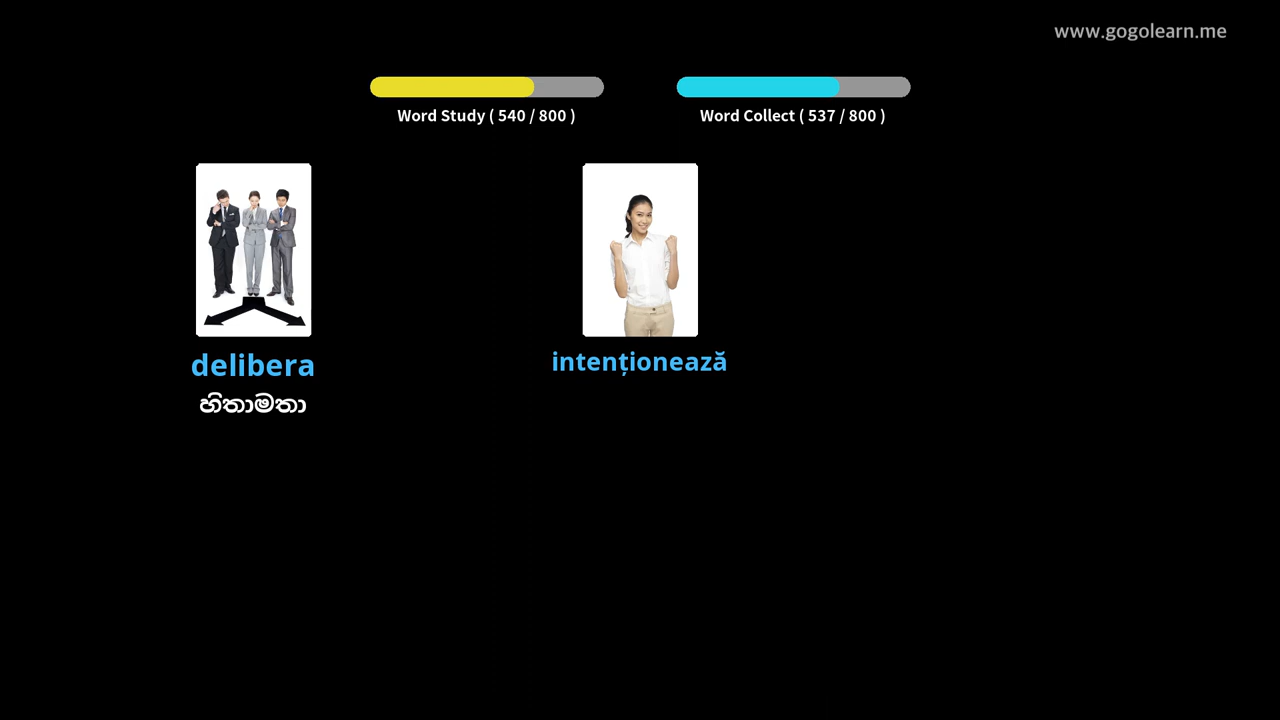 www.gogolearn.me
Word Study ( 540 / 800 )
Word Collect ( 537 / 800 )
delibera
හිතාමතා
intenționează